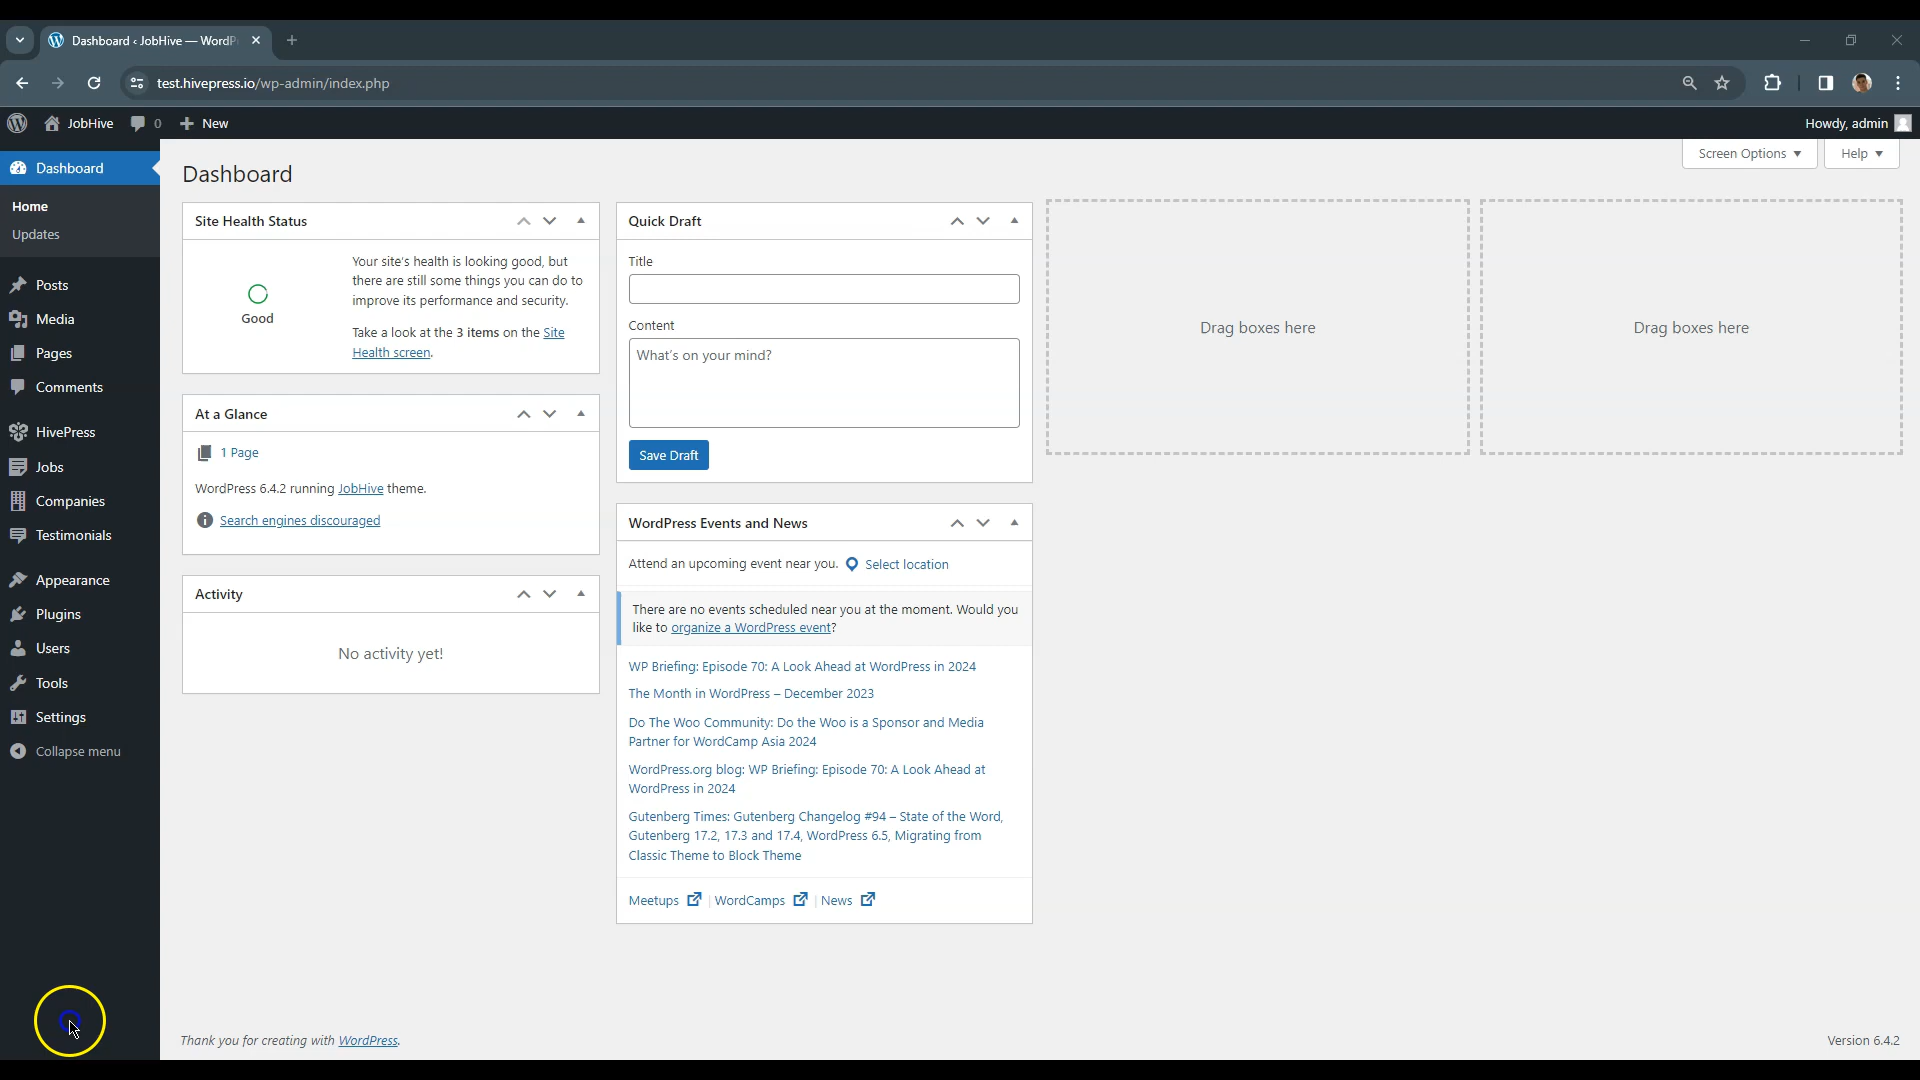 Dashboard ‹ JobHive — WordP
test.hivepress.io/wp-admin/index.php
JobHive
0
New
Howdy, admin
Dashboard
Home
Updates
Posts
Media
Pages
Comments
HivePress
Jobs
Companies
Testimonials
Appearance
Plugins
Users
Tools
Settings
Collapse menu
Screen Options
Help
Dashboard
Site Health Status
Good
Your site's health is looking good, but
there are still some things you can do to
improve its performance and security.
Take a look at the 3 items on the Site
Health screen.
At a Glance
1 Page
WordPress 6.4.2 running JobHive theme.
Search engines discouraged
Activity
No activity yet!
Quick Draft
Title
Content
What's on your mind?
Save Draft
WordPress Events and News
Attend an upcoming event near you. Select location
There are no events scheduled near you at the moment. Would you
like to organize a WordPress event?
WP Briefing: Episode 70: A Look Ahead at WordPress in 2024
The Month in WordPress – December 2023
Do The Woo Community: Do the Woo is a Sponsor and Media
Partner for WordCamp Asia 2024
WordPress.org blog: WP Briefing: Episode 70: A Look Ahead at
WordPress in 2024
Gutenberg Times: Gutenberg Changelog #94 – State of the Word,
Gutenberg 17.2, 17.3 and 17.4, WordPress 6.5, Migrating from
Classic Theme to Block Theme
Meetups | WordCamps | News
Drag boxes here
Drag boxes here
Thank you for creating with WordPress.
Version 6.4.2